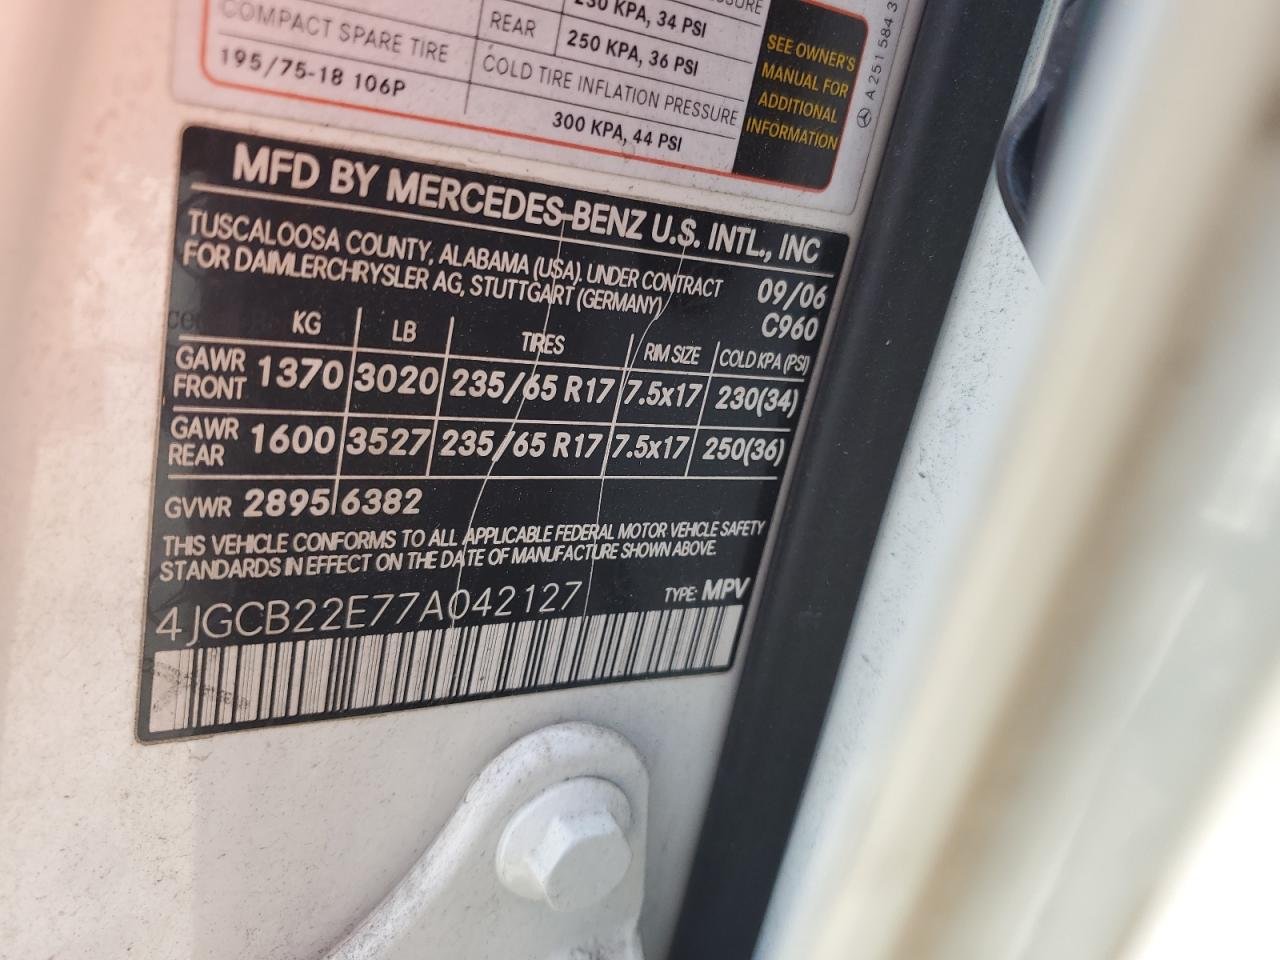 230 KPA, 34 PSI
COMPACT SPARE TIRE
REAR
250 KPA, 36 PSI
195/75-18 106P
COLD TIRE INFLATION PRESSURE
300 KPA, 44 PSI
SEE OWNER'S
MANUAL FOR
ADDITIONAL
INFORMATION
A 251 584 3
MFD BY MERCEDES-BENZ U.S. INTL., INC
TUSCALOOSA COUNTY, ALABAMA (USA). UNDER CONTRACT
FOR DAIMLERCHRYSLER AG, STUTTGART (GERMANY)
09/06
C960
KG LB TIRES RIM SIZE COLD KPA (PSI)
GAWR FRONT 1370 3020 235/65 R17 7.5x17 230(34)
GAWR REAR 1600 3527 235/65 R17 7.5x17 250(36)
GVWR 2895 6382
THIS VEHICLE CONFORMS TO ALL APPLICABLE FEDERAL MOTOR VEHICLE SAFETY
STANDARDS IN EFFECT ON THE DATE OF MANUFACTURE SHOWN ABOVE.
4JGCB22E77A042127 TYPE: MPV